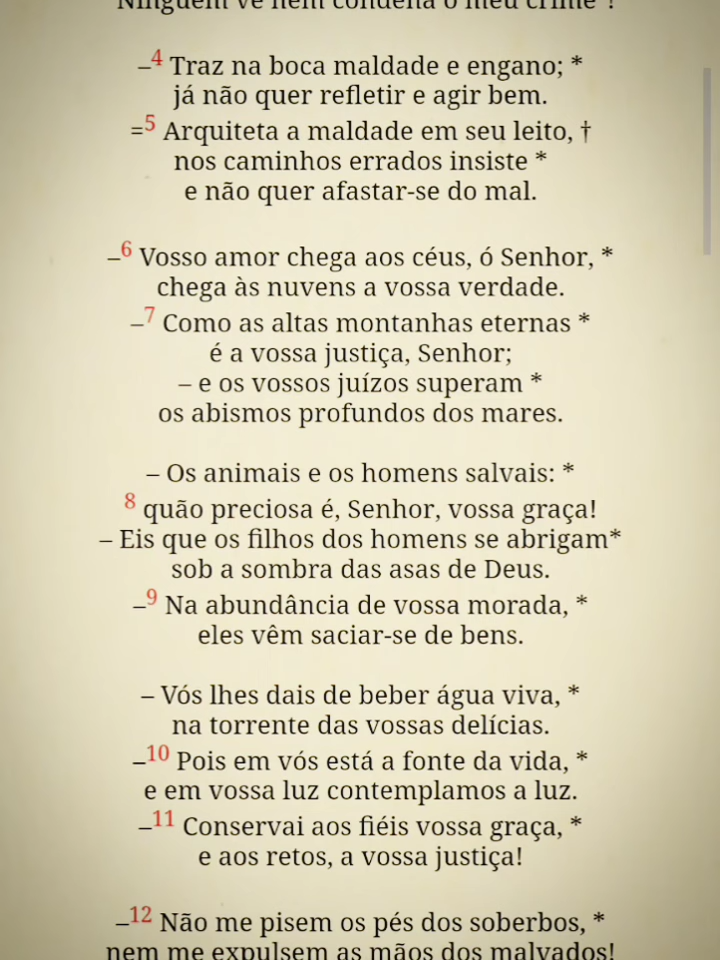 Ninguém vê nem condena o meu crime"!
–4 Traz na boca maldade e engano; *
já não quer refletir e agir bem.
=5 Arquiteta a maldade em seu leito, †
nos caminhos errados insiste *
e não quer afastar-se do mal.
–6 Vosso amor chega aos céus, ó Senhor, *
chega às nuvens a vossa verdade.
–7 Como as altas montanhas eternas *
é a vossa justiça, Senhor;
– e os vossos juízos superam *
os abismos profundos dos mares.
– Os animais e os homens salvais: *
8 quão preciosa é, Senhor, vossa graça!
– Eis que os filhos dos homens se abrigam*
sob a sombra das asas de Deus.
–9 Na abundância de vossa morada, *
eles vêm saciar-se de bens.
– Vós lhes dais de beber água viva, *
na torrente das vossas delícias.
–10 Pois em vós está a fonte da vida, *
e em vossa luz contemplamos a luz.
–11 Conservai aos fiéis vossa graça, *
e aos retos, a vossa justiça!
–12 Não me pisem os pés dos soberbos, *
nem me expulsem as mãos dos malvados!